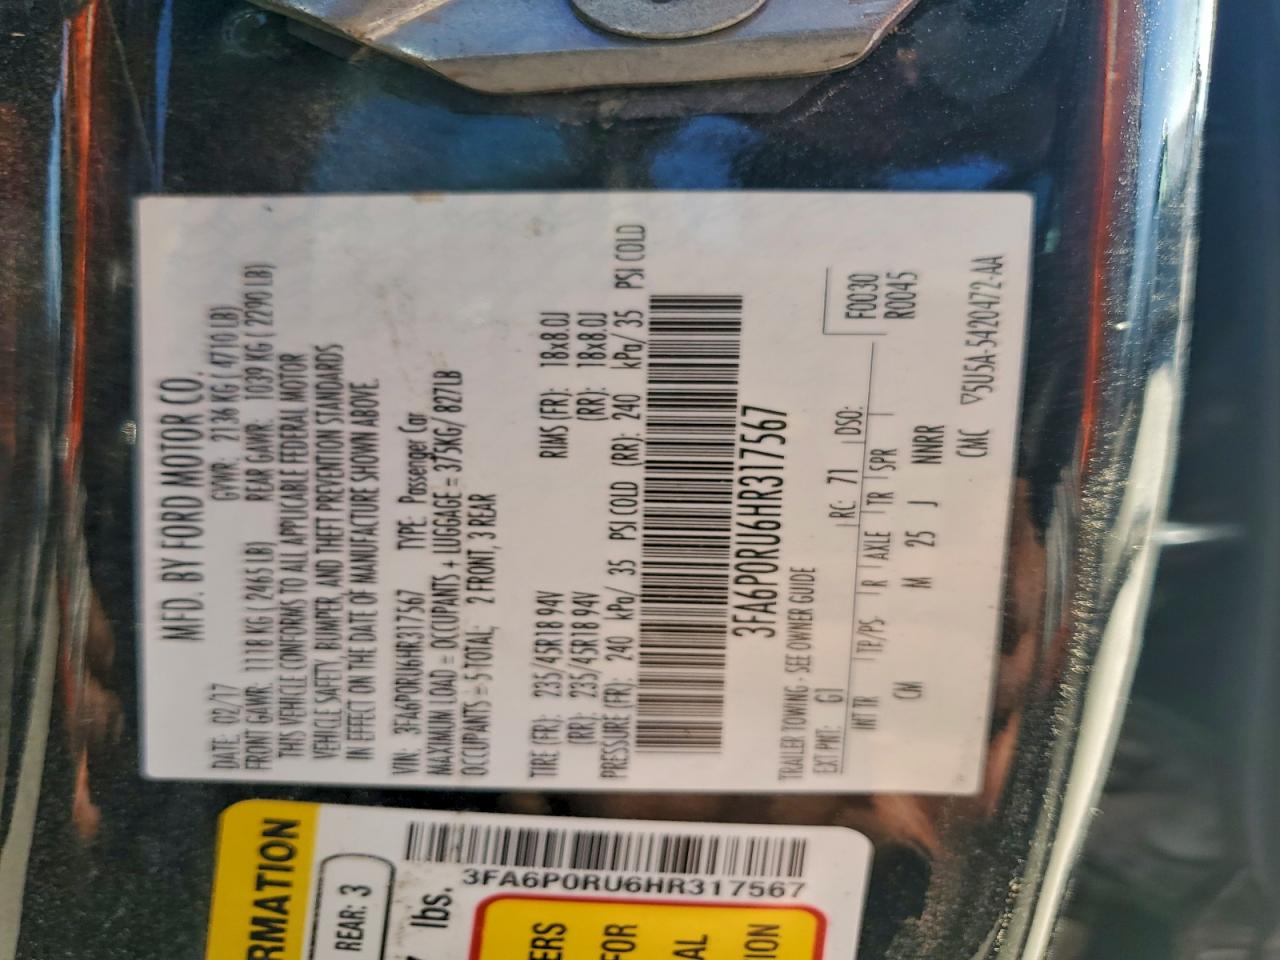 MFD. BY FORD MOTOR CO.
DATE: 02/17 GVWR: 2136 KG ( 4710 LB)
FRONT GAWR: 1118 KG ( 2465 LB) REAR GAWR: 1039 KG ( 2290 LB)
THIS VEHICLE CONFORMS TO ALL APPLICABLE FEDERAL MOTOR
VEHICLE SAFETY, BUMPER, AND THEFT PREVENTION STANDARDS
IN EFFECT ON THE DATE OF MANUFACTURE SHOWN ABOVE.
VIN: 3FA6P0RU6HR317567 TYPE: Passenger Car
MAXIMUM LOAD = OCCUPANTS + LUGGAGE = 375KG/ 827LB
OCCUPANTS = 5 TOTAL; 2 FRONT, 3 REAR
TIRE (FR): 235/45R18 94V RIMS (FR): 18x8.0J
(RR): 235/45R18 94V (RR): 18x8.0J
PRESSURE (FR): 240 kPa/ 35 PSI COLD (RR): 240 kPa/ 35 PSI COLD
3FA6P0RU6HR317567
TRAILER TOWING - SEE OWNER GUIDE
EXT PNT: G1 RC: 71 DSO: F0030
INT TR TP/PS R AXLE TR SPR R0045
CM M 25 J NNRR
CMC
▽5U5A-5420472-AA
RMATION
REAR: 3
3FA6P0RU6HR317567
lbs.
ERS
FOR
AL
ION